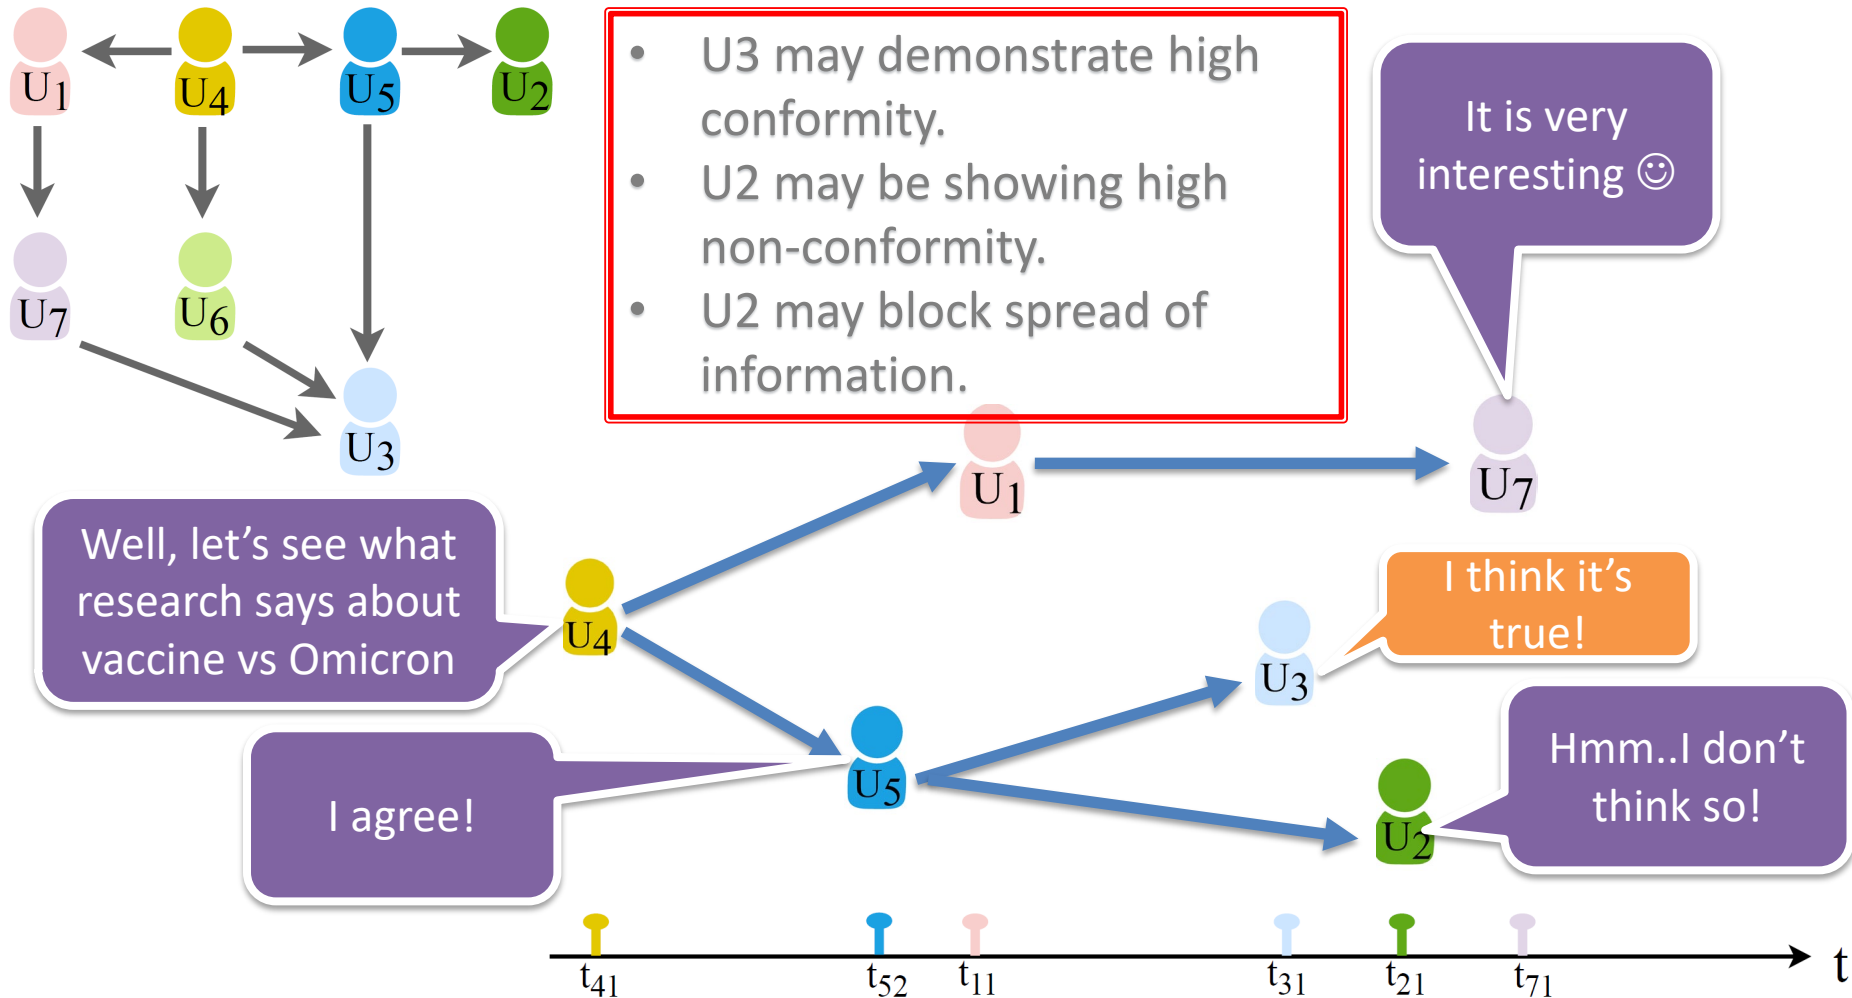 U1 U4 U5 U2
U7 U6
U3
• U3 may demonstrate high
conformity.
• U2 may be showing high
non-conformity.
• U2 may block spread of
information.
It is very
interesting ☺
U1
U7
Well, let’s see what
research says about
vaccine vs Omicron
U4
I think it’s
true!
U3
I agree!
U5
Hmm..I don’t
think so!
U2
t41 t52 t11 t31 t21 t71 t